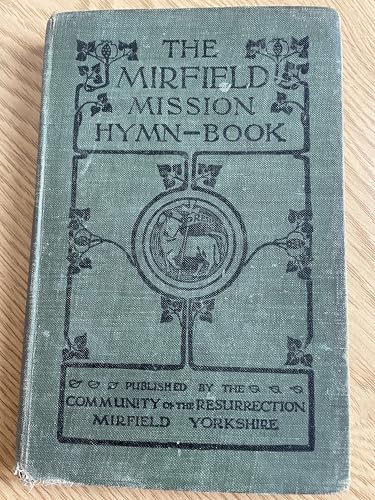 THE
MIRFIELD
MISSION
HYMN-BOOK
PUBLISHED BY THE
COMMUNITY OF THE RESURRECTION
MIRFIELD YORKSHIRE